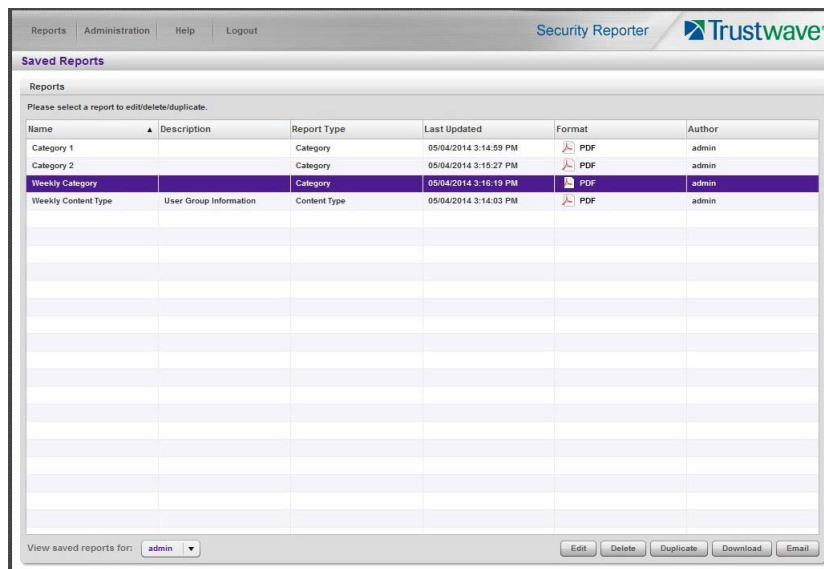 Reports Administration Help Logout Security Reporter Trustwave
Saved Reports
Reports
Please select a report to edit/delete/duplicate.
Name ▲ Description Report Type Last Updated Format Author
Category 1 Category 05/04/2014 3:14:59 PM PDF admin
Category 2 Category 05/04/2014 3:15:27 PM PDF admin
Weekly Category Category 05/04/2014 3:16:19 PM PDF admin
Weekly Content Type User Group Information Content Type 05/04/2014 3:14:03 PM PDF admin
View saved reports for: admin ▼ Edit Delete Duplicate Download Email